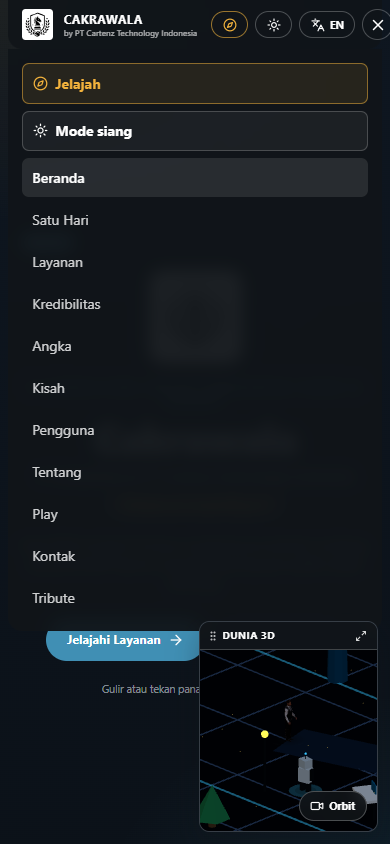 CAKRAWALA
by PT Cartenz Technology Indonesia
EN
Jelajah
Mode siang
Beranda
Satu Hari
Layanan
Kredibilitas
Angka
Kisah
Pengguna
Tentang
Play
Kontak
Tribute
Jelajahi Layanan
DUNIA 3D
Gulir atau tekan
Orbit